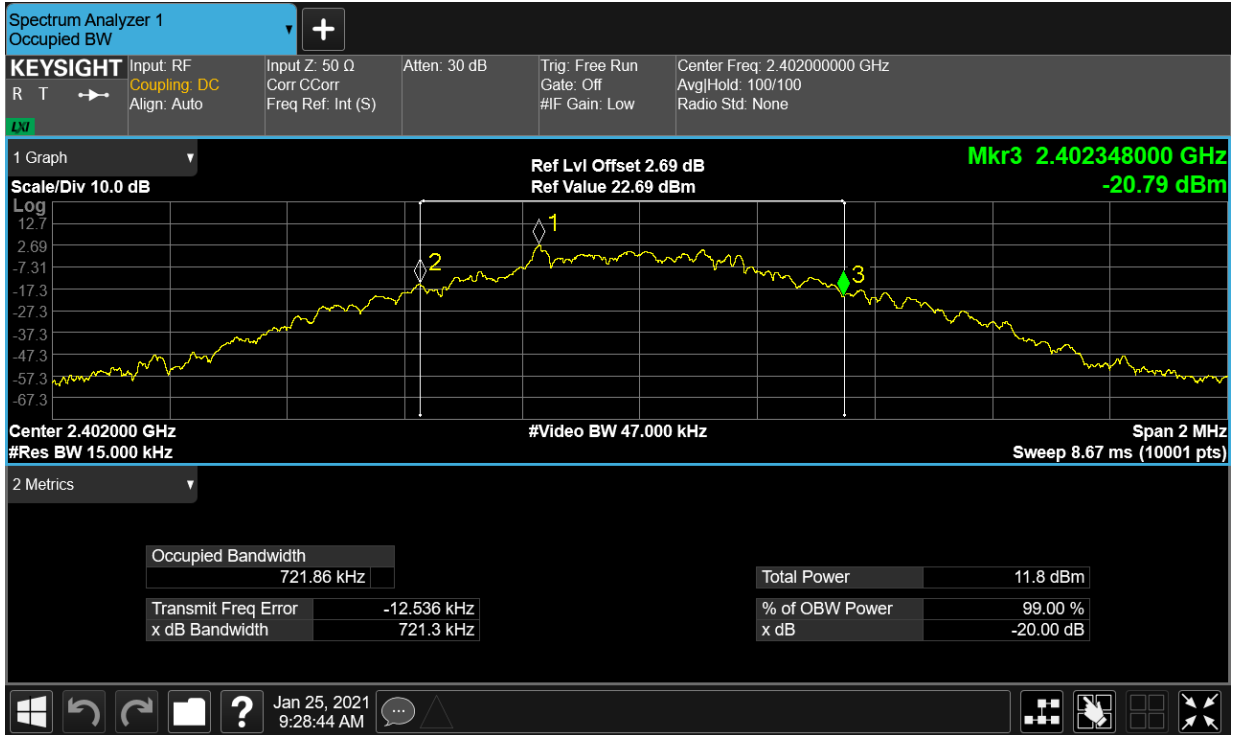 Spectrum Analyzer 1
Occupied BW
+
KEYSIGHT
R T
LXI
Input: RF
Coupling: DC
Align: Auto
Input Z: 50 Ω
Corr CCorr
Freq Ref: Int (S)
Atten: 30 dB
Trig: Free Run
Gate: Off
#IF Gain: Low
Center Freq: 2.402000000 GHz
Avg|Hold: 100/100
Radio Std: None
1 Graph
Scale/Div 10.0 dB
Ref Lvl Offset 2.69 dB
Ref Value 22.69 dBm
Mkr3 2.402348000 GHz
-20.79 dBm
Log
12.7
2.69
-7.31
-17.3
-27.3
-37.3
-47.3
-57.3
-67.3
1
2
3
Center 2.402000 GHz
#Video BW 47.000 kHz
Span 2 MHz
#Res BW 15.000 kHz
Sweep 8.67 ms (10001 pts)
2 Metrics
Occupied Bandwidth
721.86 kHz
Transmit Freq Error -12.536 kHz
x dB Bandwidth 721.3 kHz
Total Power 11.8 dBm
% of OBW Power 99.00 %
x dB -20.00 dB
?
Jan 25, 2021
9:28:44 AM